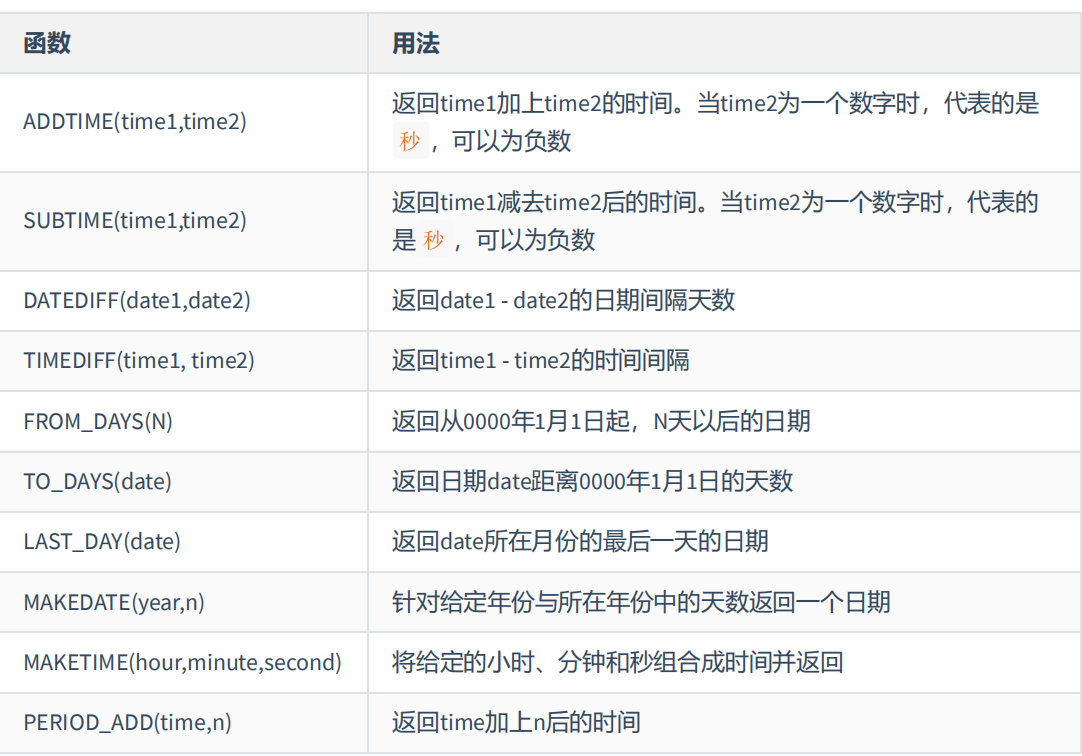 函数 用法
ADDTIME(time1,time2) 返回time1加上time2的时间。当time2为一个数字时，代表的是
秒，可以为负数
SUBTIME(time1,time2) 返回time1减去time2后的时间。当time2为一个数字时，代表的
是 秒，可以为负数
DATEDIFF(date1,date2) 返回date1 - date2的日期间隔天数
TIMEDIFF(time1, time2) 返回time1 - time2的时间间隔
FROM_DAYS(N) 返回从0000年1月1日起，N天以后的日期
TO_DAYS(date) 返回日期date距离0000年1月1日的天数
LAST_DAY(date) 返回date所在月份的最后一天的日期
MAKEDATE(year,n) 针对给定年份与所在年份中的天数返回一个日期
MAKETIME(hour,minute,second) 将给定的小时、分钟和秒组合成时间并返回
PERIOD_ADD(time,n) 返回time加上n后的时间